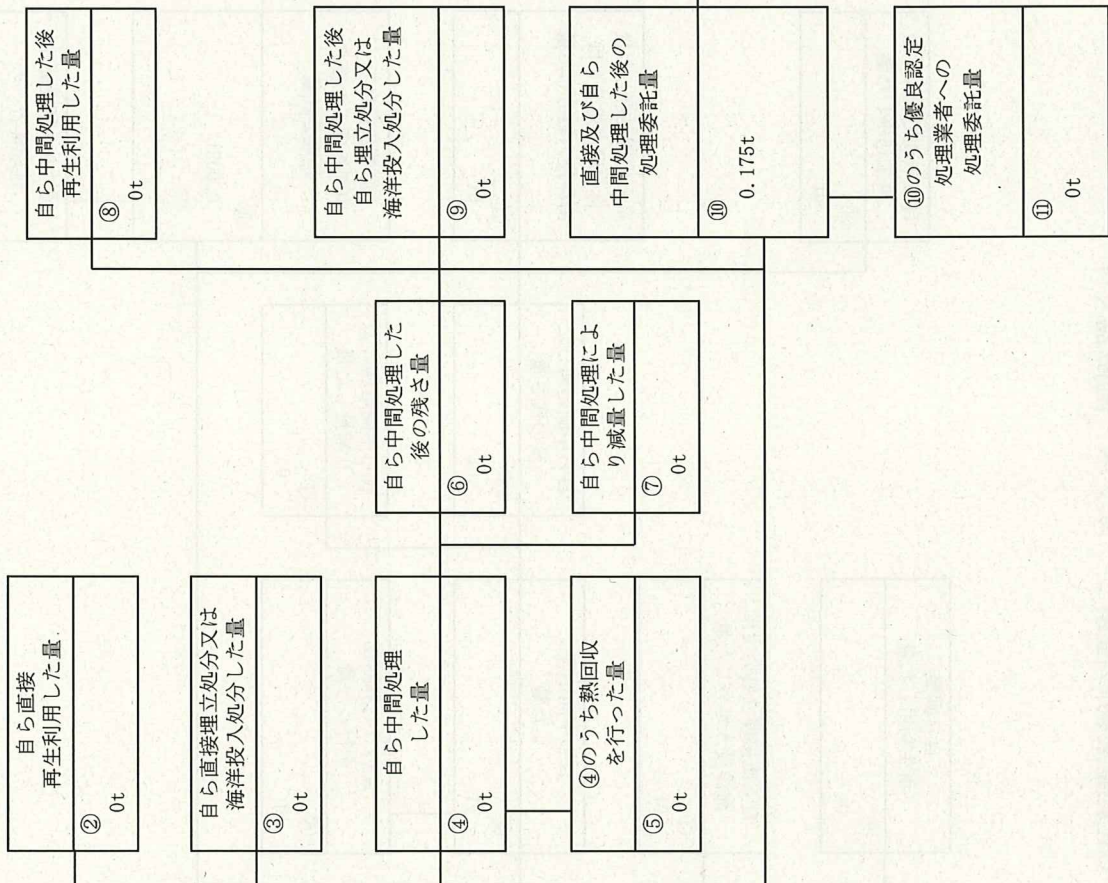 自ら直接
再生利用した量
②
0t
自ら直接埋立処分又は
海洋投入処分した量
③
0t
自ら中間処理
した量
④
0t
④のうち熱回収
を行った量
⑤
0t
自ら中間処理した
後の残さ量
⑥
0t
自ら中間処理によ
り減量した量
⑦
0t
自ら中間処理した後
再生利用した量
⑧
0t
自ら中間処理した後
自ら埋立処分又は
海洋投入処分した量
⑨
0t
直接及び自ら
中間処理した後の
処理委託量
⑩
0.175t
⑩のうち優良認定
処理業者への
処理委託量
⑪
0t